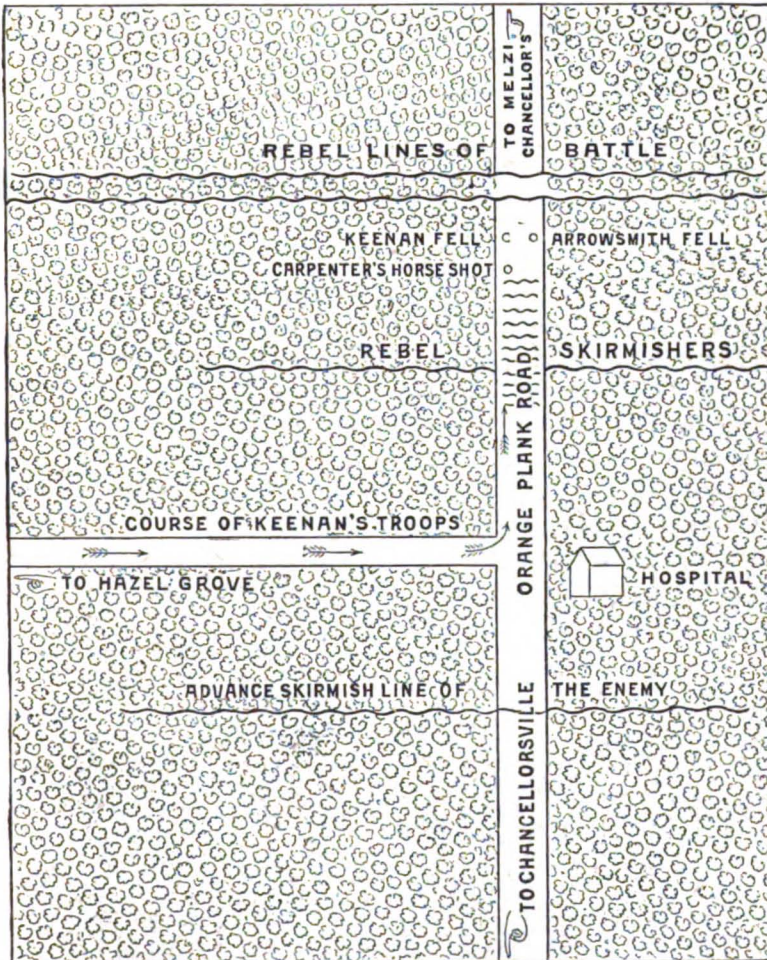 TO MELZI
CHANCELLOR'S
REBEL LINES OF BATTLE
KEENAN FELL
ARROWSMITH FELL
CARPENTER'S HORSE SHOT
REBEL SKIRMISHERS
ORANGE PLANK ROAD
COURSE OF KEENAN'S TROOPS
TO HAZEL GROVE
HOSPITAL
ADVANCE SKIRMISH LINE OF THE ENEMY
TO CHANCELLORSVILLE